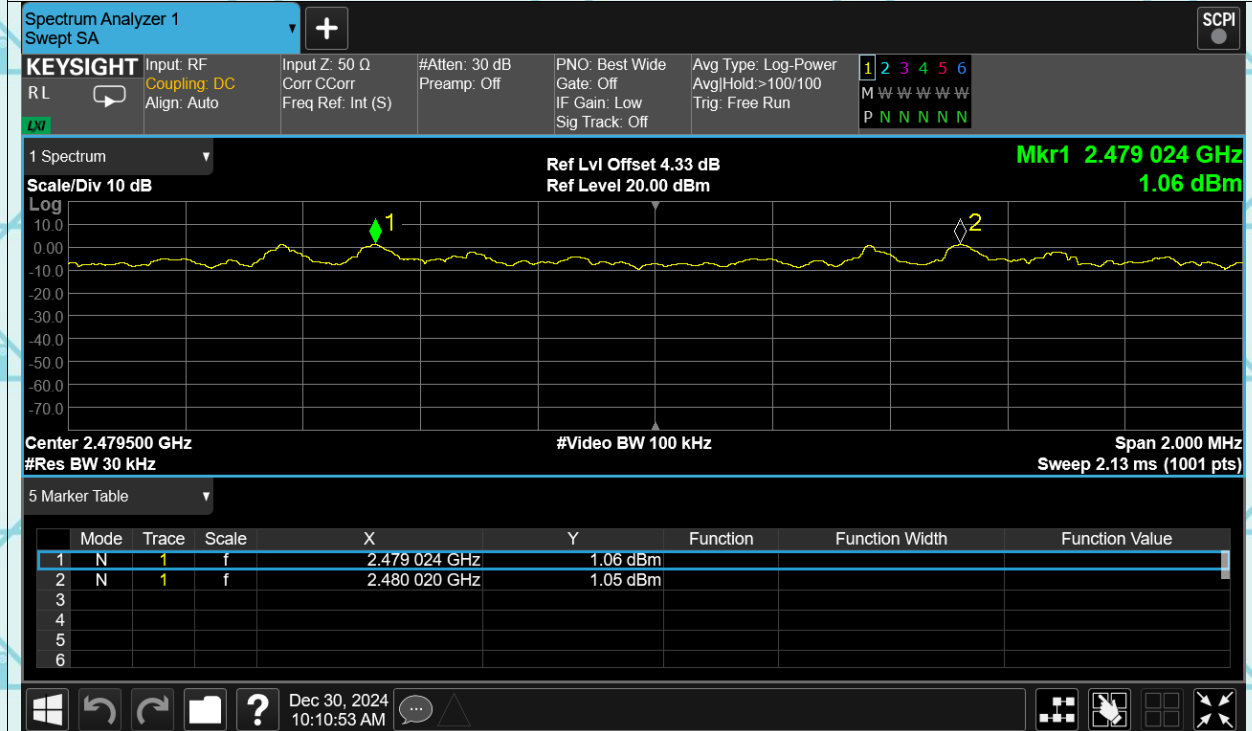 Spectrum Analyzer 1
Swept SA
SCPI
KEYSIGHT
R L
LXI
Input: RF
Coupling: DC
Align: Auto
Input Z: 50 Ω
Corr CCorr
Freq Ref: Int (S)
#Atten: 30 dB
Preamp: Off
PNO: Best Wide
Gate: Off
IF Gain: Low
Sig Track: Off
Avg Type: Log-Power
Avg|Hold:>100/100
Trig: Free Run
1 2 3 4 5 6
M W W W W W
P N N N N N
1 Spectrum
Scale/Div 10 dB
Ref Lvl Offset 4.33 dB
Ref Level 20.00 dBm
Mkr1 2.479 024 GHz
1.06 dBm
Log
10.0
0.00
-10.0
-20.0
-30.0
-40.0
-50.0
-60.0
-70.0
1
2
Center 2.479500 GHz
#Video BW 100 kHz
Span 2.000 MHz
#Res BW 30 kHz
Sweep 2.13 ms (1001 pts)
5 Marker Table
Mode Trace Scale X Y Function Function Width Function Value
1 N 1 f 2.479 024 GHz 1.06 dBm
2 N 1 f 2.480 020 GHz 1.05 dBm
3
4
5
6
?
Dec 30, 2024
10:10:53 AM